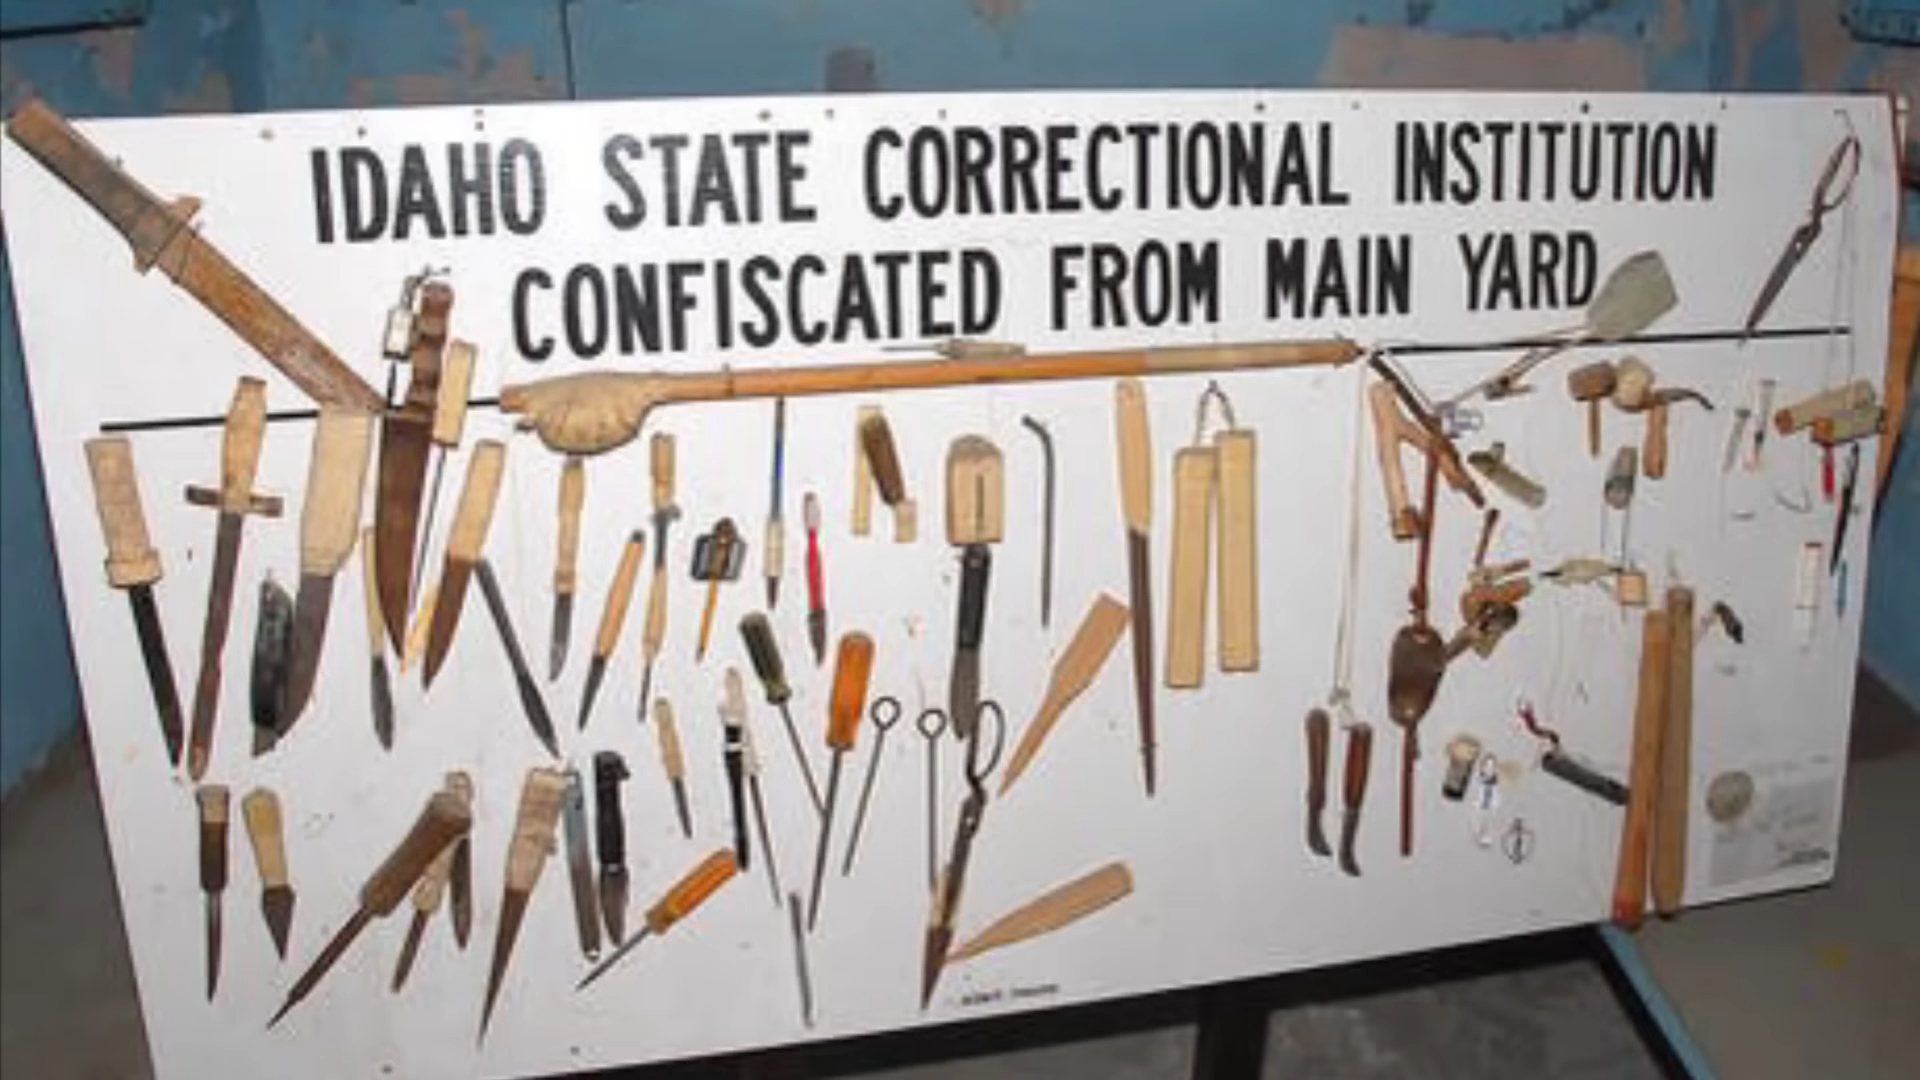 IDAHO STATE CORRECTIONAL INSTITUTION
CONFISCATED FROM MAIN YARD